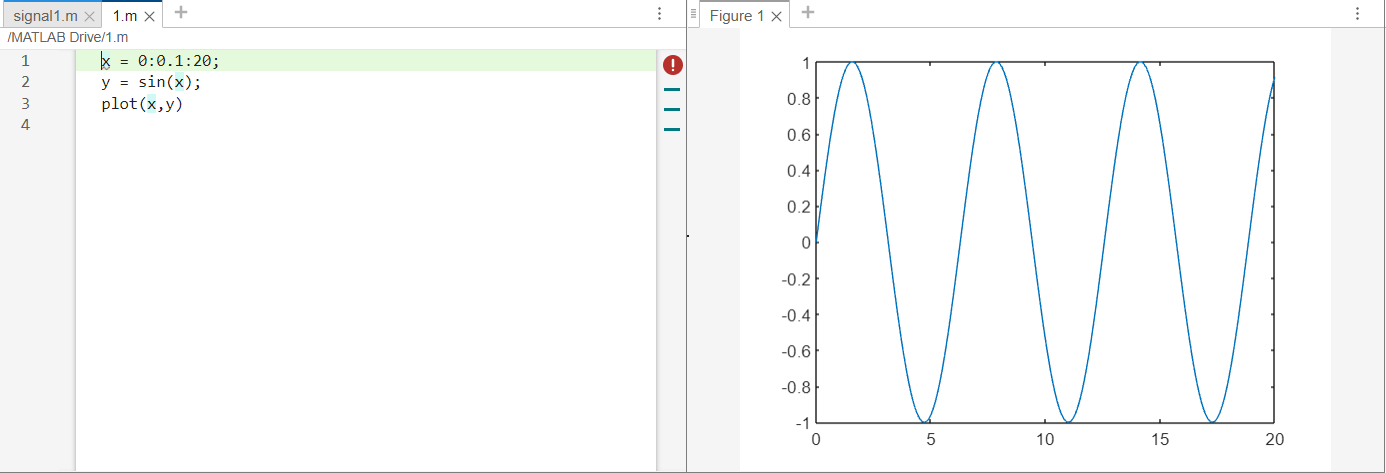 signal1.m
1.m
/MATLAB Drive/1.m
1 x = 0:0.1:20;
2 y = sin(x);
3 plot(x,y)
4
Figure 1
1
0.8
0.6
0.4
0.2
0
-0.2
-0.4
-0.6
-0.8
-1
0 5 10 15 20